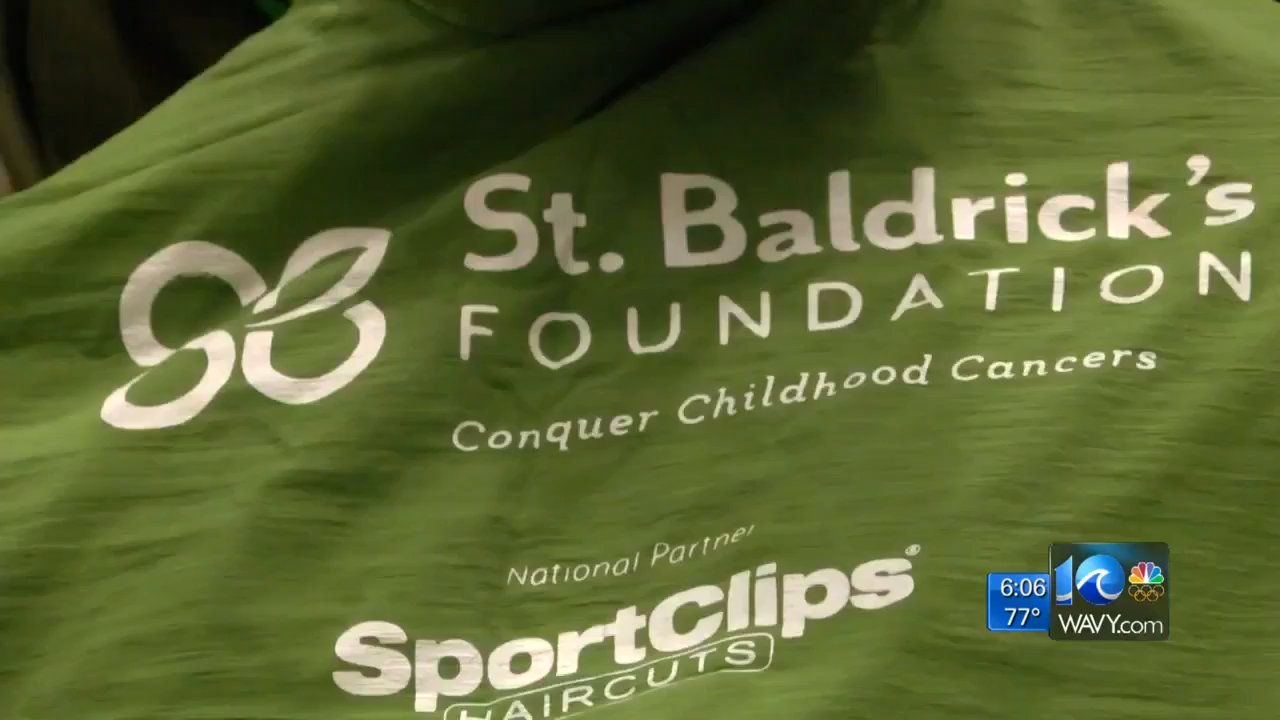 St. Baldrick's
FOUNDATION
Conquer Childhood Cancers
National Partner
SportClips®
HAIRCUTS
6:06
77°
10
WAVY.com